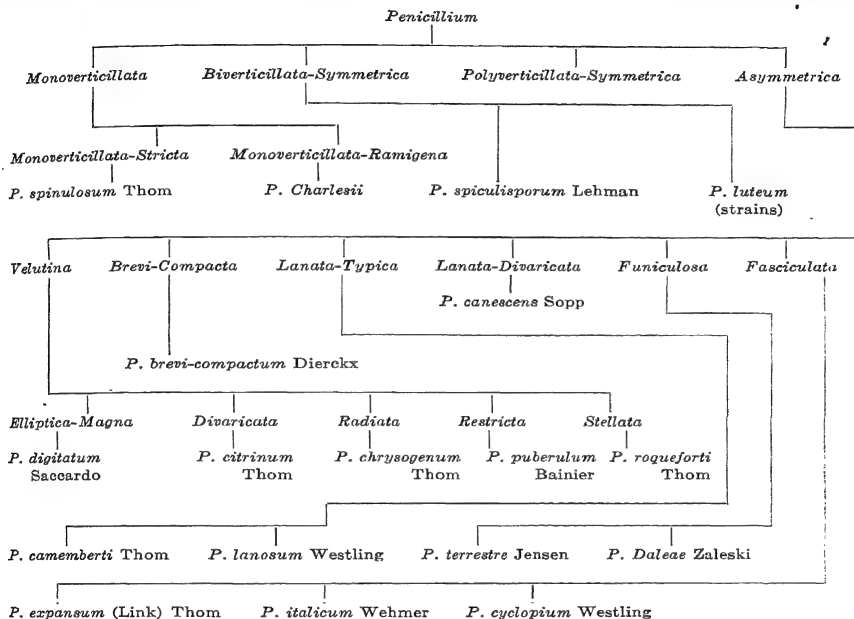 Penicillium
Monoverticillata Biverticillata-Symmetrica Polyverticillata-Symmetrica Asymmetrica
Monoverticillata-Stricta Monoverticillata-Ramigena
P. spinulosum Thom P. Charlesii P. spiculisporum Lehman P. luteum
(strains)
Velutina Brevi-Compacta Lanata-Typica Lanata-Divaricata Funiculosa Fasciculata
P. canescens Sopp
P. brevi-compactum Dierckx
Elliptica-Magna Divaricata Radiata Restricta Stellata
P. digitatum P. citrinum P. chrysogenum P. puberulum P. roqueforti
Saccardo Thom Thom Bainier Thom
P. camemberti Thom P. lanosum Westling P. terrestre Jensen P. Daleae Zaleski
P. expansum (Link) Thom P. italicum Wehmer P. cyclopium Westling